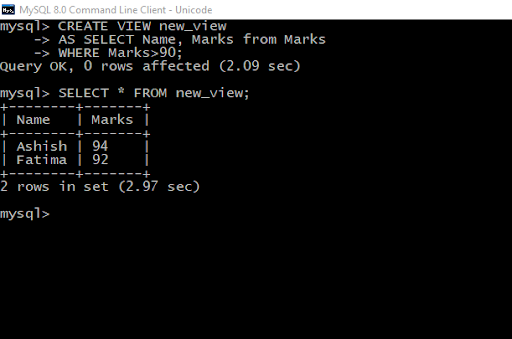 MySQL 8.0 Command Line Client - Unicode
mysql> CREATE VIEW new_view
    -> AS SELECT Name, Marks from Marks
    -> WHERE Marks>90;
Query OK, 0 rows affected (2.09 sec)
mysql> SELECT * FROM new_view;
+--------+-------+
| Name   | Marks |
+--------+-------+
| Ashish | 94    |
| Fatima | 92    |
+--------+-------+
2 rows in set (2.97 sec)
mysql>